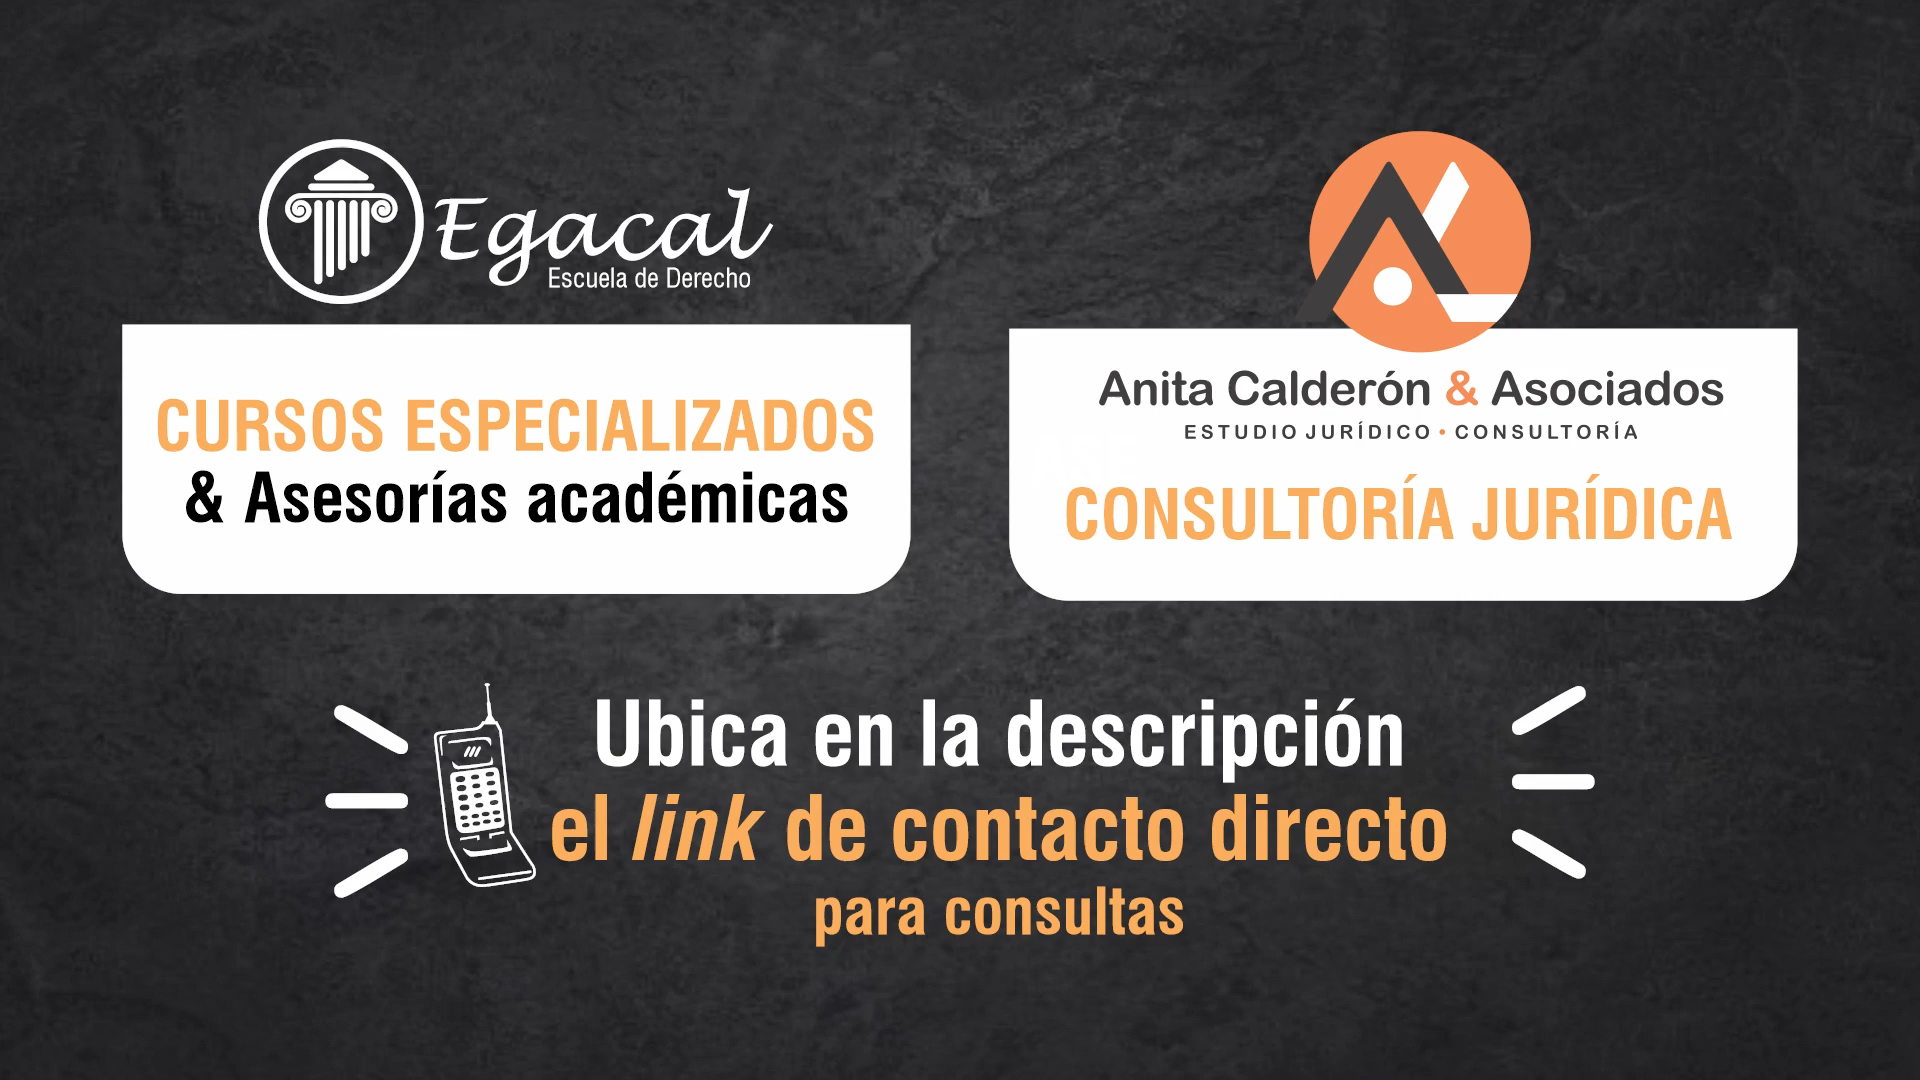 Egacal
Escuela de Derecho
CURSOS ESPECIALIZADOS
& Asesorías académicas
Anita Calderón & Asociados
ESTUDIO JURÍDICO • CONSULTORÍA
CONSULTORÍA JURÍDICA
Ubica en la descripción
el link de contacto directo
para consultas